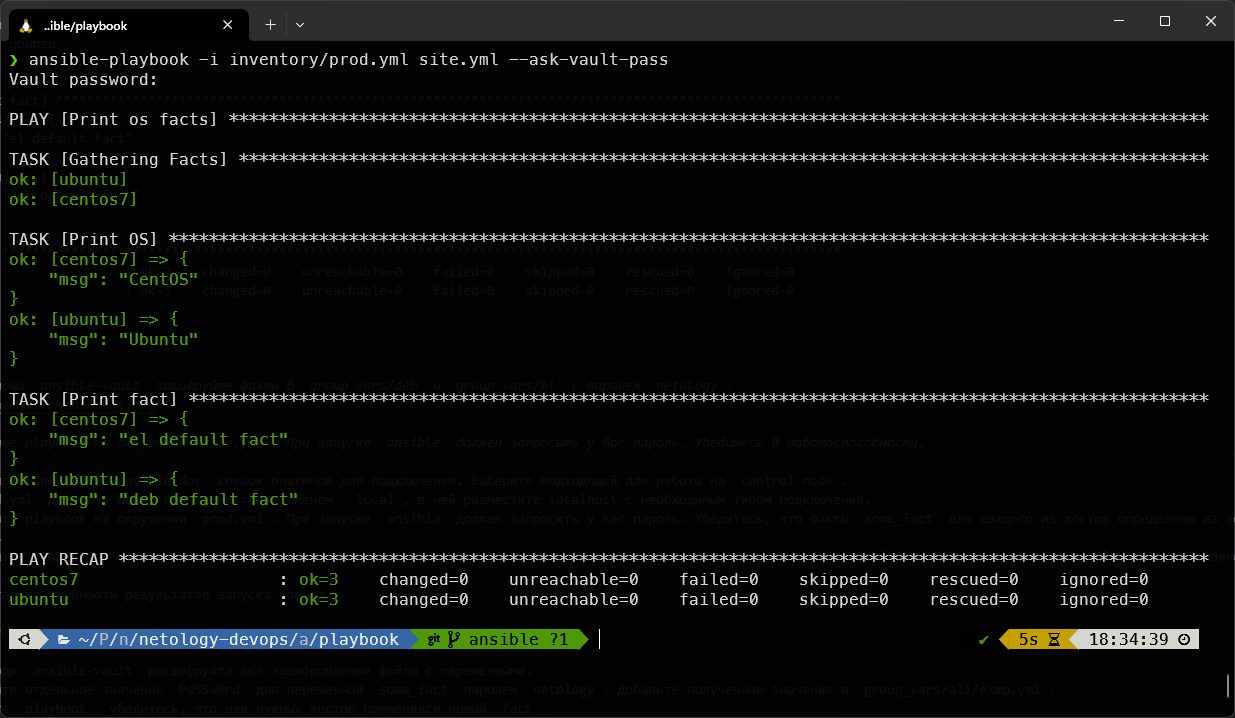 ..ible/playbook
❯ ansible-playbook -i inventory/prod.yml site.yml --ask-vault-pass
Vault password:
PLAY [Print os facts] **************************************************************************************************
TASK [Gathering Facts] *************************************************************************************************
ok: [ubuntu]
ok: [centos7]
TASK [Print OS] ********************************************************************************************************
ok: [centos7] => {
    "msg": "CentOS"
}
ok: [ubuntu] => {
    "msg": "Ubuntu"
}
TASK [Print fact] ******************************************************************************************************
ok: [centos7] => {
    "msg": "el default fact"
}
ok: [ubuntu] => {
    "msg": "deb default fact"
}
PLAY RECAP *************************************************************************************************************
centos7                    : ok=3    changed=0    unreachable=0    failed=0    skipped=0    rescued=0    ignored=0
ubuntu                     : ok=3    changed=0    unreachable=0    failed=0    skipped=0    rescued=0    ignored=0
~/P/n/netology-devops/a/playbook git ansible ?1 ✔ 5s 18:34:39